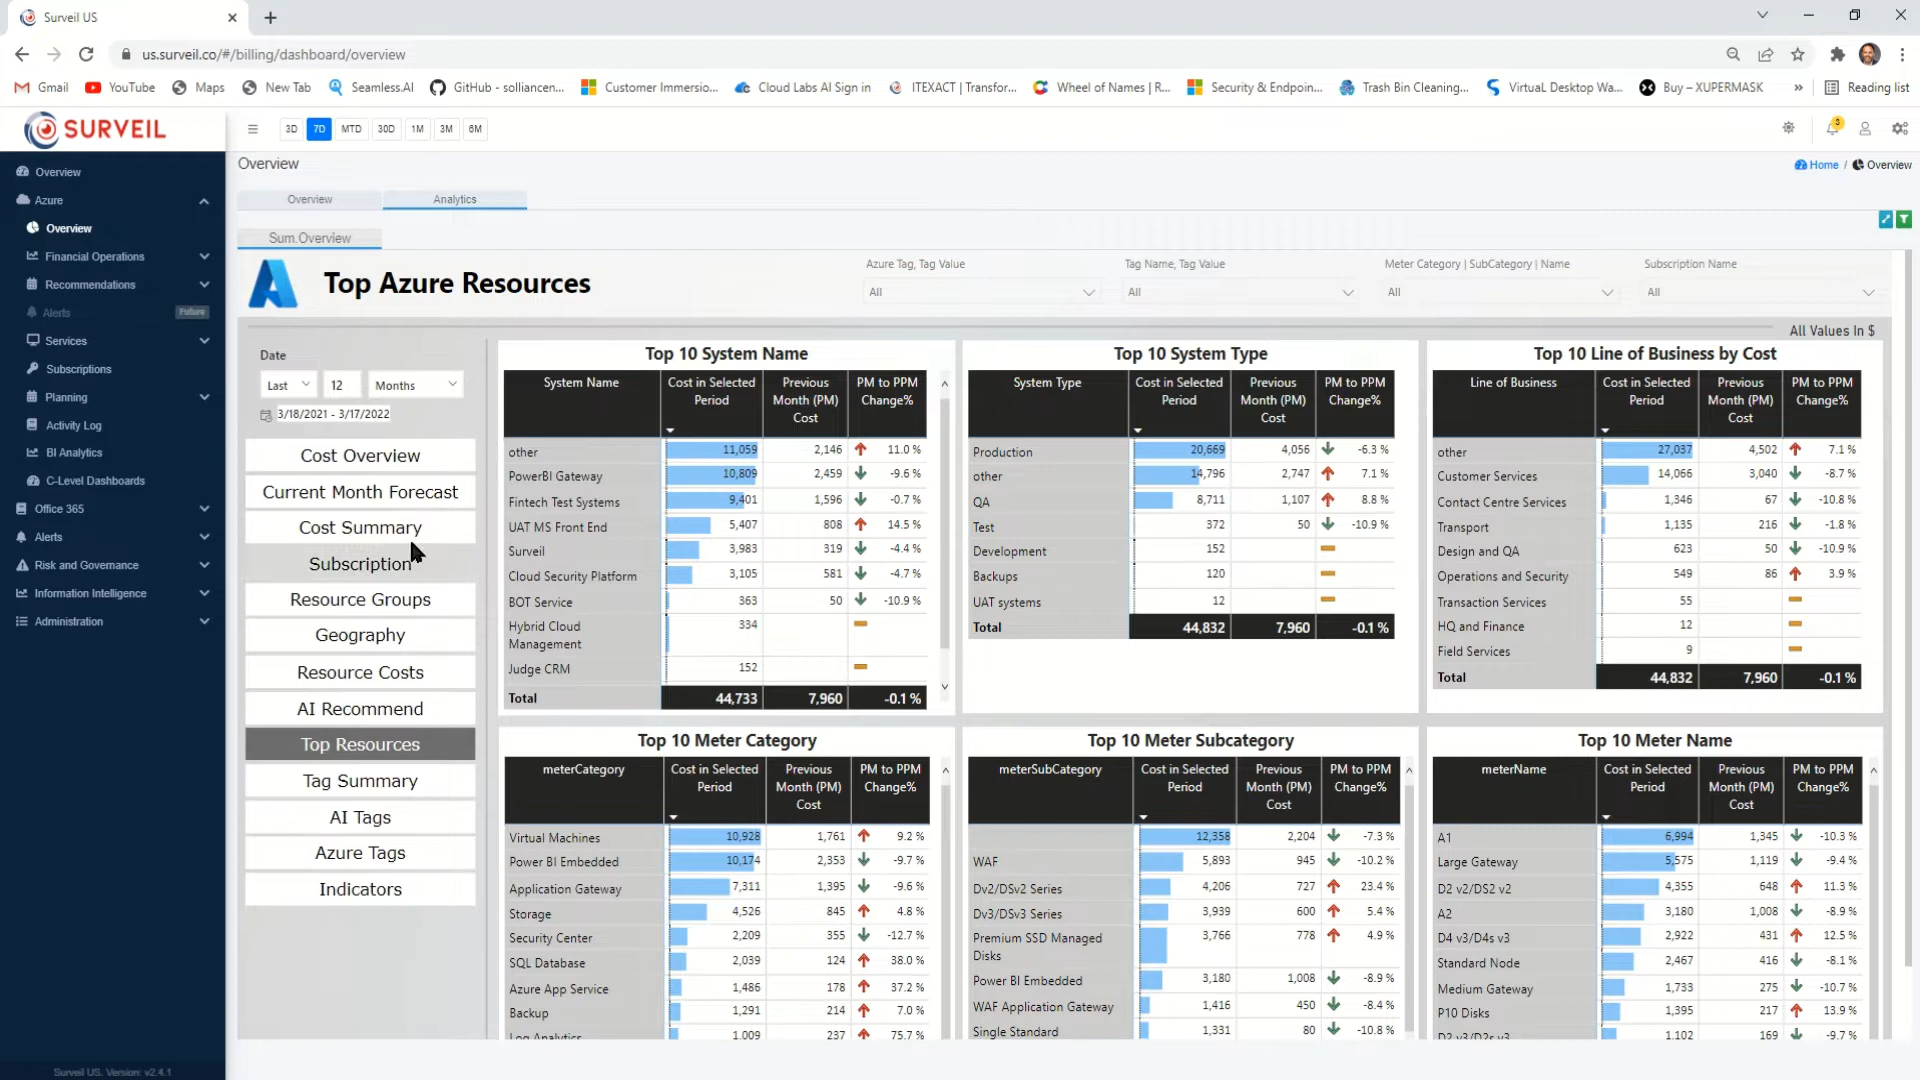 Surveil US
us.surveil.co/#/billing/dashboard/overview
Gmail YouTube Maps New Tab Seamless.AI GitHub - solliancen... Customer Immersio... Cloud Labs AI Sign in ITEXACT | Transfor... Wheel of Names | R... Security & Endpoin... Trash Bin Cleaning,... VirtuaL Desktop Wa... Buy – XUPERMASK » Reading list
SURVEIL
3D 7D MTD 30D 1M 3M 6M
3
Overview
Home / Overview
Overview
Azure
Overview
Financial Operations
Recommendations
Alerts Future
Services
Subscriptions
Planning
Activity Log
BI Analytics
C-Level Dashboards
Office 365
Alerts
Risk and Governance
Information Intelligence
Administration
Surveil US. Version: v2.4.1
Overview Analytics
Sum.Overview
Top Azure Resources
Azure Tag, Tag Value
All
Tag Name, Tag Value
All
Meter Category | SubCategory | Name
All
Subscription Name
All
All Values In $
Date
Last 12 Months
3/18/2021 - 3/17/2022
Cost Overview
Current Month Forecast
Cost Summary
Subscription
Resource Groups
Geography
Resource Costs
AI Recommend
Top Resources
Tag Summary
AI Tags
Azure Tags
Indicators
Top 10 System Name
System Name Cost in Selected Period Previous Month (PM) Cost PM to PPM Change%
other 11,059 2,146 11.0 %
PowerBI Gateway 10,809 2,459 -9.6 %
Fintech Test Systems 9,401 1,596 -0.7 %
UAT MS Front End 5,407 808 14.5 %
Surveil 3,983 319 -4.4 %
Cloud Security Platform 3,105 581 -4.7 %
BOT Service 363 50 -10.9 %
Hybrid Cloud Management 334
Judge CRM 152
Total 44,733 7,960 -0.1 %
Top 10 System Type
System Type Cost in Selected Period Previous Month (PM) Cost PM to PPM Change%
Production 20,669 4,056 -6.3 %
other 14,796 2,747 7.1 %
QA 8,711 1,107 8.8 %
Test 372 50 -10.9 %
Development 152
Backups 120
UAT systems 12
Total 44,832 7,960 -0.1 %
Top 10 Line of Business by Cost
Line of Business Cost in Selected Period Previous Month (PM) Cost PM to PPM Change%
other 27,037 4,502 7.1 %
Customer Services 14,066 3,040 -8.7 %
Contact Centre Services 1,346 67 -10.8 %
Transport 1,135 216 -1.8 %
Design and QA 623 50 -10.9 %
Operations and Security 549 86 3.9 %
Transaction Services 55
HQ and Finance 12
Field Services 9
Total 44,832 7,960 -0.1 %
Top 10 Meter Category
meterCategory Cost in Selected Period Previous Month (PM) Cost PM to PPM Change%
Virtual Machines 10,928 1,761 9.2 %
Power BI Embedded 10,174 2,353 -9.7 %
Application Gateway 7,311 1,395 -9.6 %
Storage 4,526 845 4.8 %
Security Center 2,209 355 -12.7 %
SQL Database 2,039 124 38.0 %
Azure App Service 1,486 178 37.2 %
Backup 1,291 214 7.0 %
Log Analytics 1,009 237 75.7 %
Top 10 Meter Subcategory
meterSubCategory Cost in Selected Period Previous Month (PM) Cost PM to PPM Change%
12,358 2,204 -7.3 %
WAF 5,893 945 -10.2 %
Dv2/DSv2 Series 4,206 727 23.4 %
Dv3/DSv3 Series 3,939 600 5.4 %
Premium SSD Managed Disks 3,766 778 4.9 %
Power BI Embedded 3,180 1,008 -8.9 %
WAF Application Gateway 1,416 450 -8.4 %
Single Standard 1,331 80 -10.8 %
Top 10 Meter Name
meterName Cost in Selected Period Previous Month (PM) Cost PM to PPM Change%
A1 6,994 1,345 -10.3 %
Large Gateway 5,575 1,119 -9.4 %
D2 v2/DS2 v2 4,355 648 11.3 %
A2 3,180 1,008 -8.9 %
D4 v3/D4s v3 2,922 431 12.5 %
Standard Node 2,467 416 -8.1 %
Medium Gateway 1,733 275 -10.7 %
P10 Disks 1,395 217 13.9 %
D2 v3/D2s v3 1,102 169 -9.7 %